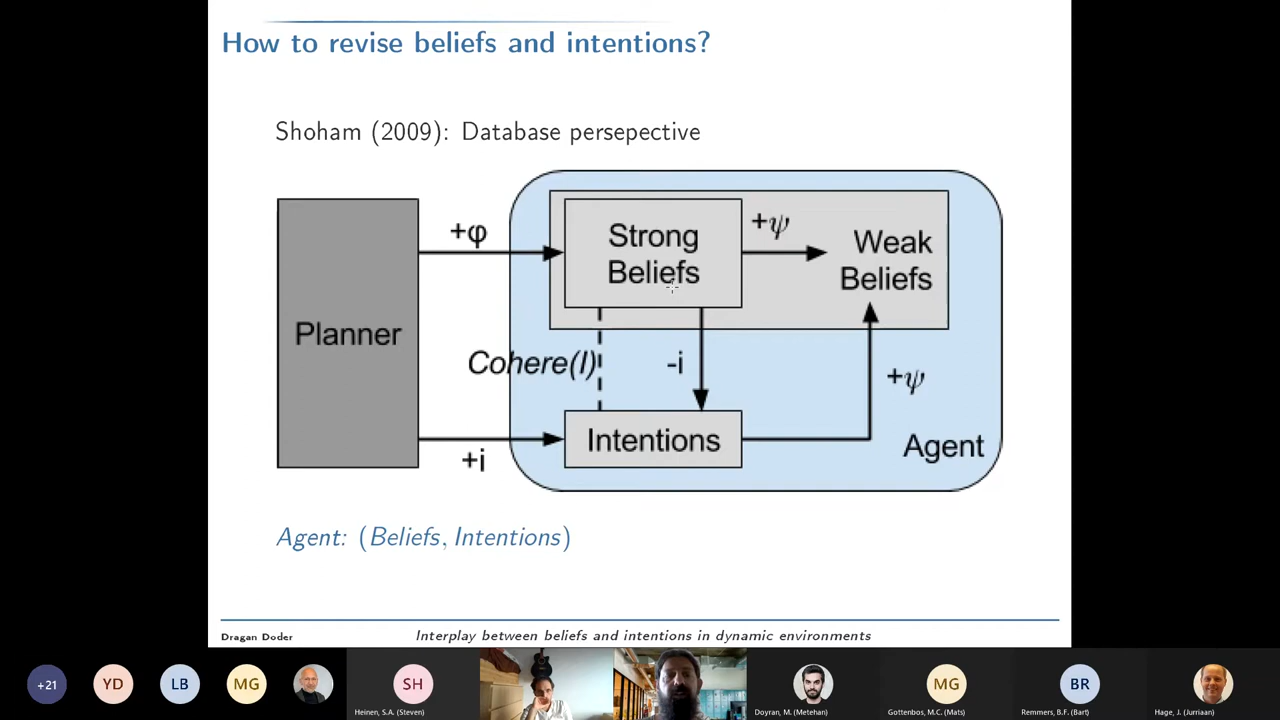 How to revise beliefs and intentions?
Shoham (2009): Database persepective
Planner
+φ
Strong
Beliefs
+ψ
Weak
Beliefs
Cohere(I)
-i
+ψ
+i
Intentions
Agent
Agent: (Beliefs, Intentions)
Dragan Doder
Interplay between beliefs and intentions in dynamic environments
+21
YD
LB
MG
SH
Heinen, S.A. (Steven)
Doyran, M. (Metehan)
MG
Gottenbos, M.C. (Mats)
BR
Remmers, B.F. (Bart)
Hage, J. (Jurriaan)